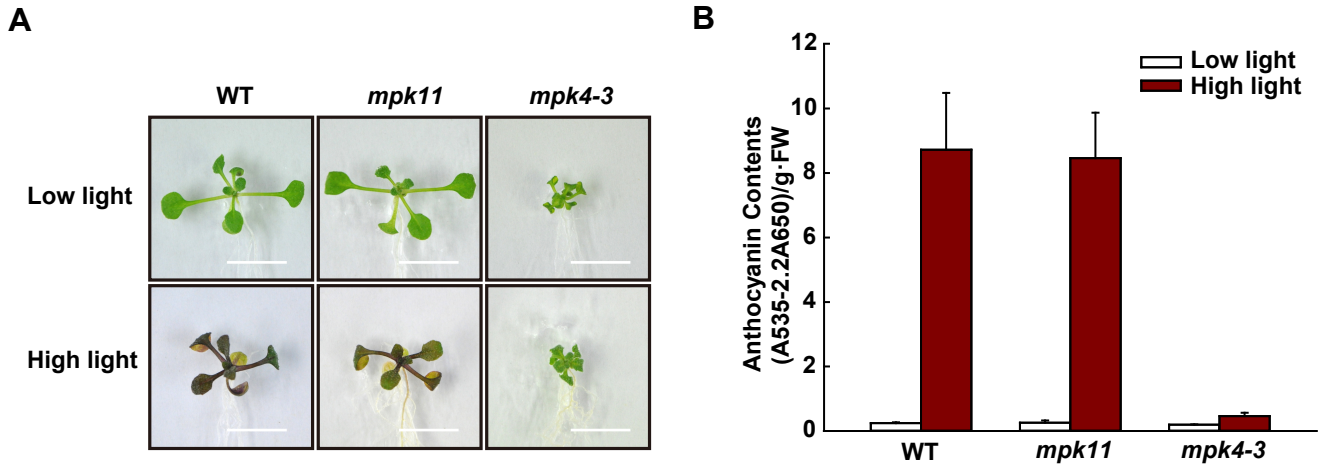 A
WT mpk11 mpk4-3
Low light
High light
B
Anthocyanin Contents
(A535-2.2A650)/g·FW
12
10
8
6
4
2
0
Low light
High light
WT mpk11 mpk4-3